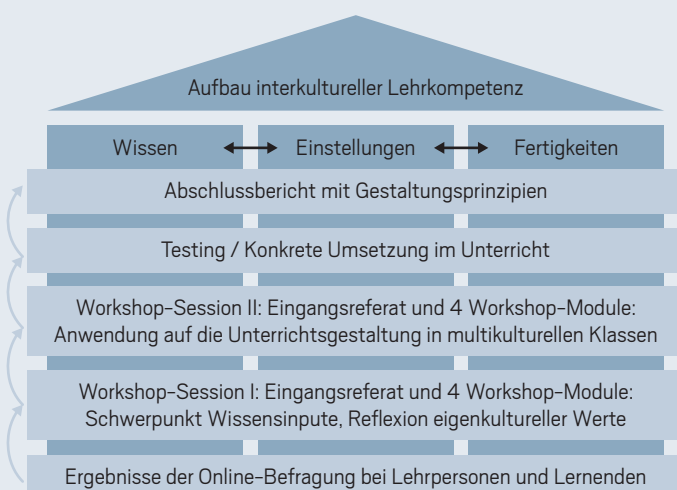 Aufbau interkultureller Lehrkompetenz
Wissen Einstellungen Fertigkeiten
Abschlussbericht mit Gestaltungsprinzipien
Testing / Konkrete Umsetzung im Unterricht
Workshop-Session II: Eingangsreferat und 4 Workshop-Module:
Anwendung auf die Unterrichtsgestaltung in multikulturellen Klassen
Workshop-Session I: Eingangsreferat und 4 Workshop-Module:
Schwerpunkt Wissensinpute, Reflexion eigenkultureller Werte
Ergebnisse der Online-Befragung bei Lehrpersonen und Lernenden